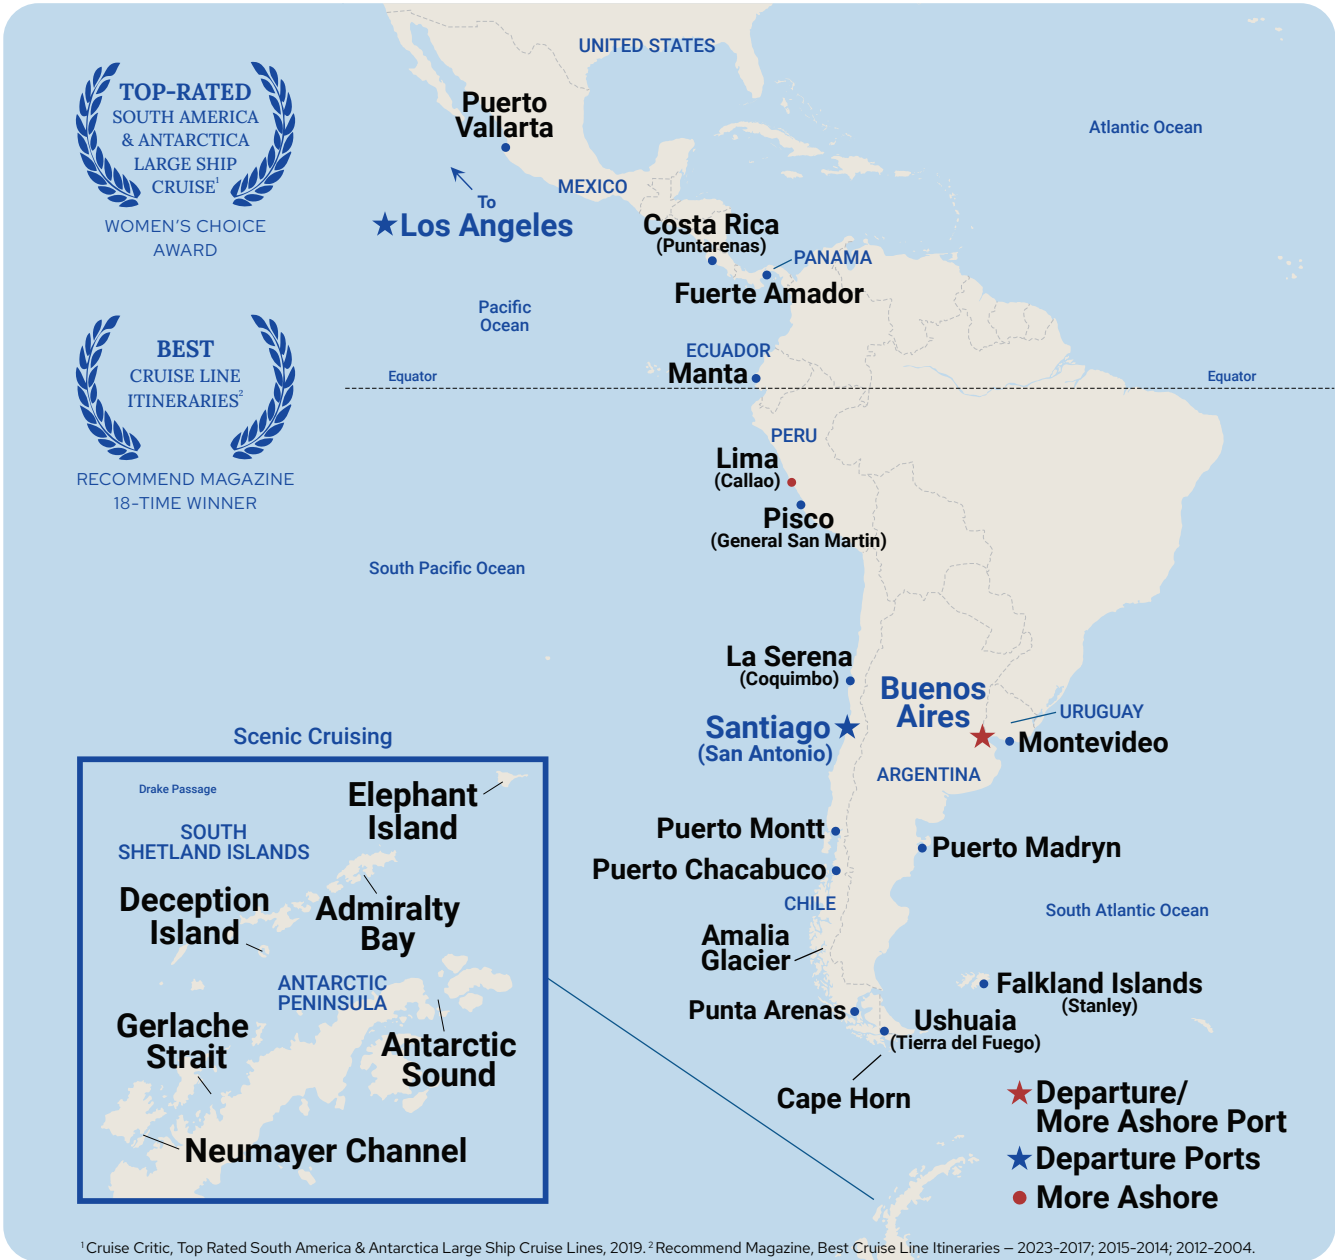 UNITED STATES
TOP-RATED
SOUTH AMERICA
& ANTARCTICA
LARGE SHIP
CRUISE¹
WOMEN'S CHOICE
AWARD
Puerto
Vallarta
Atlantic Ocean
MEXICO
To
Los Angeles
Costa Rica
(Puntarenas)
PANAMA
Fuerte Amador
Pacific
Ocean
BEST
CRUISE LINE
ITINERARIES²
RECOMMEND MAGAZINE
18-TIME WINNER
ECUADOR
Manta
Equator
Equator
PERU
Lima
(Callao)
Pisco
(General San Martin)
South Pacific Ocean
La Serena
(Coquimbo)
Buenos
Aires
Santiago
(San Antonio)
URUGUAY
Montevideo
ARGENTINA
Puerto Montt
Puerto Madryn
Puerto Chacabuco
CHILE
South Atlantic Ocean
Amalia
Glacier
Falkland Islands
(Stanley)
Punta Arenas
Ushuaia
(Tierra del Fuego)
Cape Horn
Scenic Cruising
Drake Passage
Elephant
Island
SOUTH
SHETLAND ISLANDS
Deception
Island
Admiralty
Bay
ANTARCTIC
PENINSULA
Gerlache
Strait
Antarctic
Sound
Neumayer Channel
Departure/
More Ashore Port
Departure Ports
More Ashore
¹Cruise Critic, Top Rated South America & Antarctica Large Ship Cruise Lines, 2019. ²Recommend Magazine, Best Cruise Line Itineraries – 2023-2017; 2015-2014; 2012-2004.